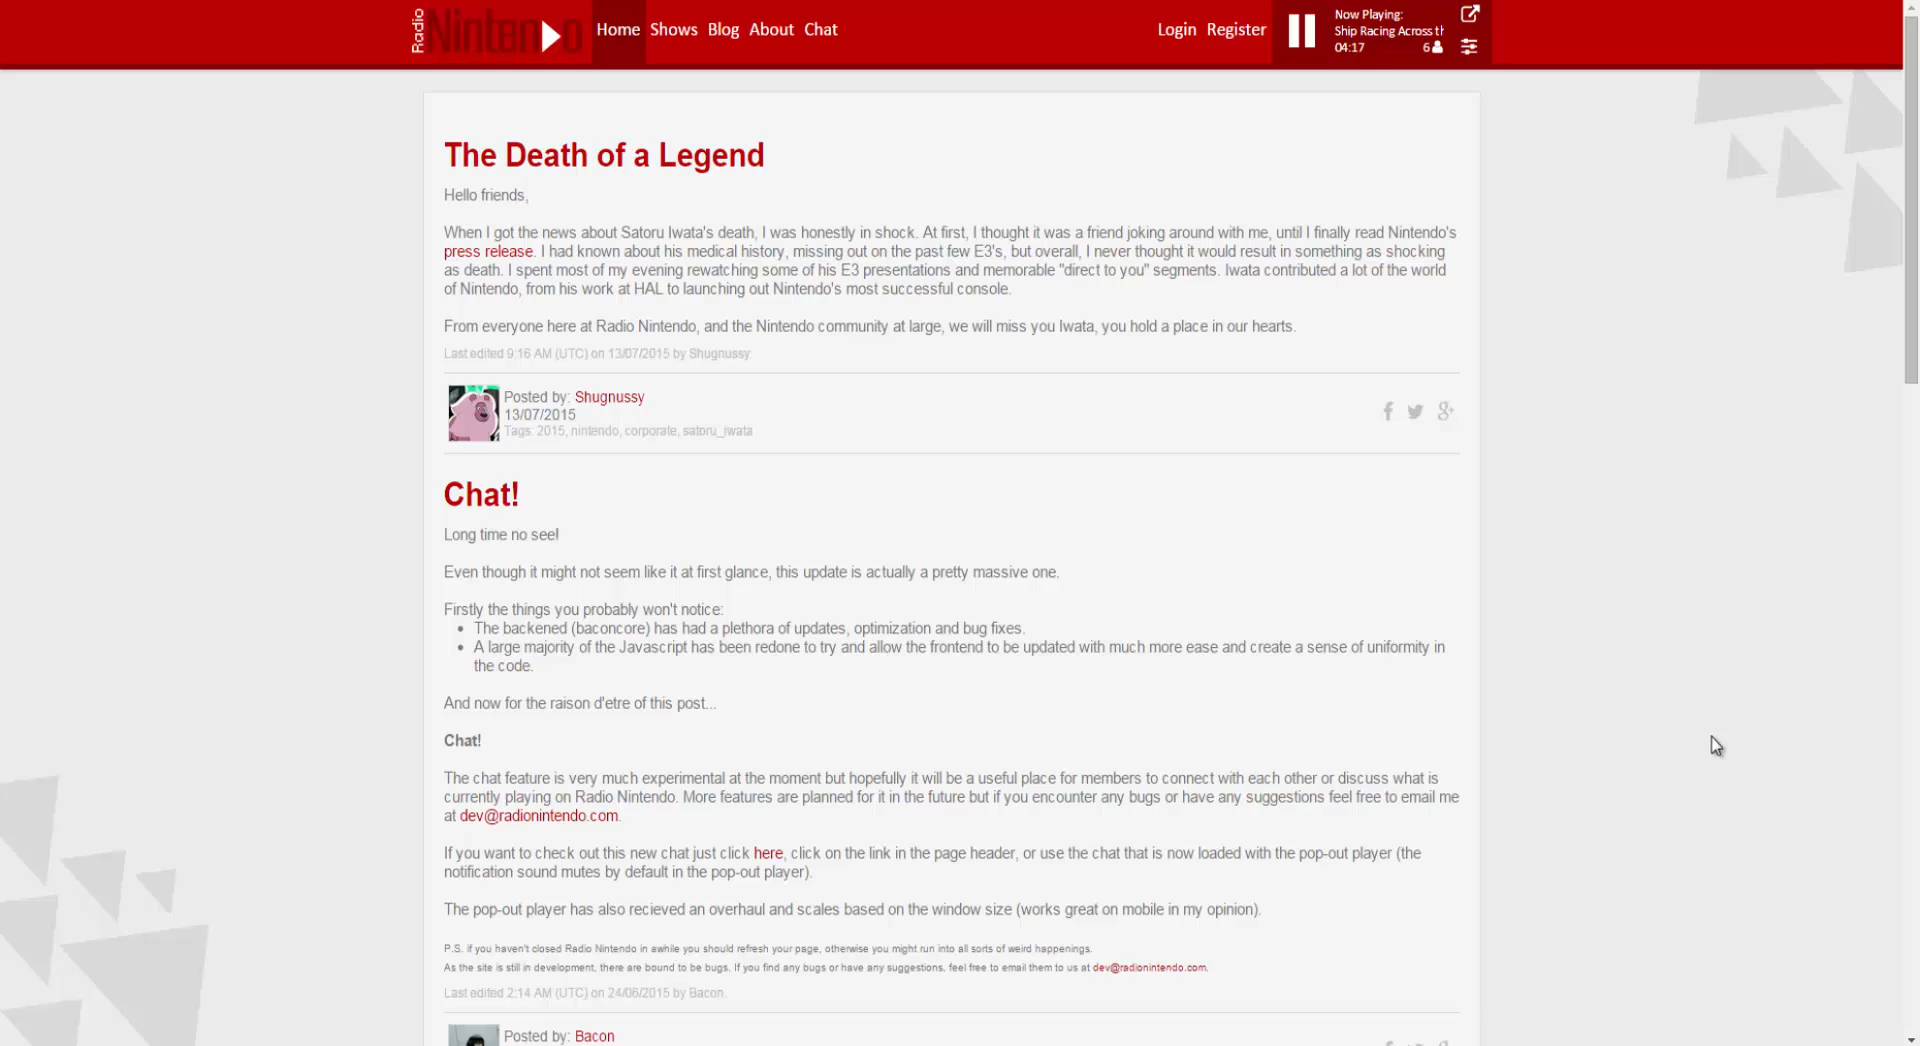 Radio Nintendo
Home Shows Blog About Chat
Login Register
Now Playing:
Ship Racing Across th
04:17 6
The Death of a Legend
Hello friends,
When I got the news about Satoru Iwata's death, I was honestly in shock. At first, I thought it was a friend joking around with me, until I finally read Nintendo's
press release. I had known about his medical history, missing out on the past few E3's, but overall, I never thought it would result in something as shocking
as death. I spent most of my evening rewatching some of his E3 presentations and memorable "direct to you" segments. Iwata contributed a lot of the world
of Nintendo, from his work at HAL to launching out Nintendo's most successful console.
From everyone here at Radio Nintendo, and the Nintendo community at large, we will miss you Iwata, you hold a place in our hearts.
Last edited 9:16 AM (UTC) on 13/07/2015 by Shugnussy
Posted by: Shugnussy
13/07/2015
Tags: 2015, nintendo, corporate, satoru_iwata
Chat!
Long time no see!
Even though it might not seem like it at first glance, this update is actually a pretty massive one.
Firstly the things you probably won't notice:
• The backened (baconcore) has had a plethora of updates, optimization and bug fixes.
• A large majority of the Javascript has been redone to try and allow the frontend to be updated with much more ease and create a sense of uniformity in
the code.
And now for the raison d'etre of this post...
Chat!
The chat feature is very much experimental at the moment but hopefully it will be a useful place for members to connect with each other or discuss what is
currently playing on Radio Nintendo. More features are planned for it in the future but if you encounter any bugs or have any suggestions feel free to email me
at dev@radionintendo.com.
If you want to check out this new chat just click here, click on the link in the page header, or use the chat that is now loaded with the pop-out player (the
notification sound mutes by default in the pop-out player).
The pop-out player has also recieved an overhaul and scales based on the window size (works great on mobile in my opinion).
P.S. if you haven't closed Radio Nintendo in awhile you should refresh your page, otherwise you might run into all sorts of weird happenings.
As the site is still in development, there are bound to be bugs. If you find any bugs or have any suggestions, feel free to email them to us at dev@radionintendo.com.
Last edited 2:14 AM (UTC) on 24/06/2015 by Bacon.
Posted by: Bacon